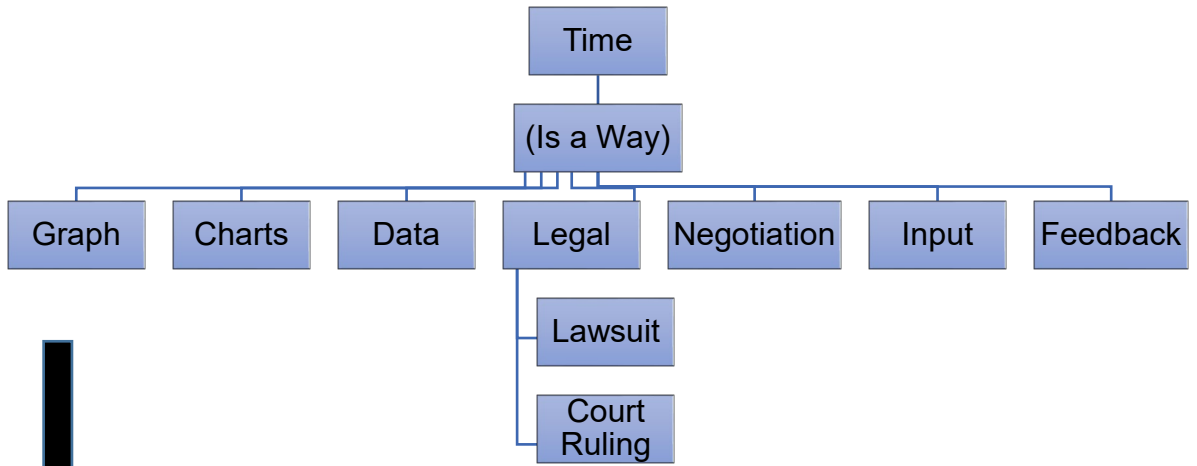 Time
(Is a Way)
Graph
Charts
Data
Legal
Negotiation
Input
Feedback
Lawsuit
Court
Ruling